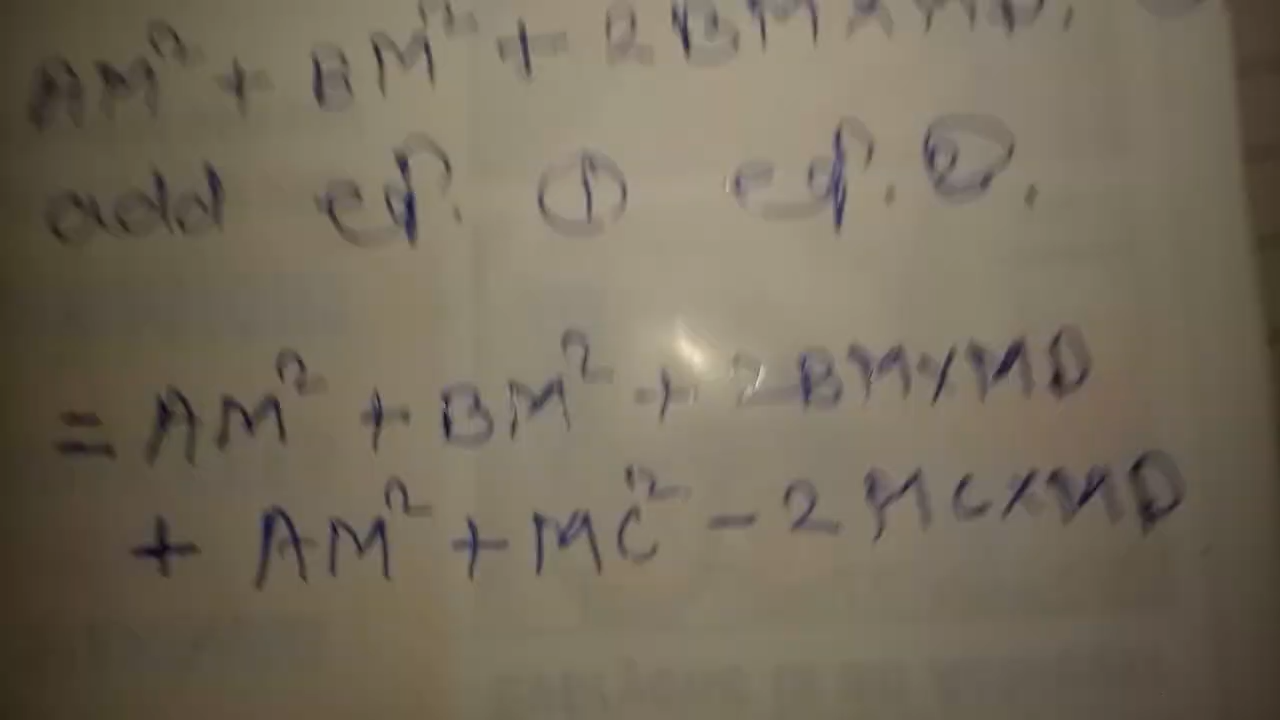 AM² + BM² + 2BM×MD.
add eq. ① eq. ②.
= AM² + BM² + 2BM×MD
+ AM² + MC² - 2MC×MD